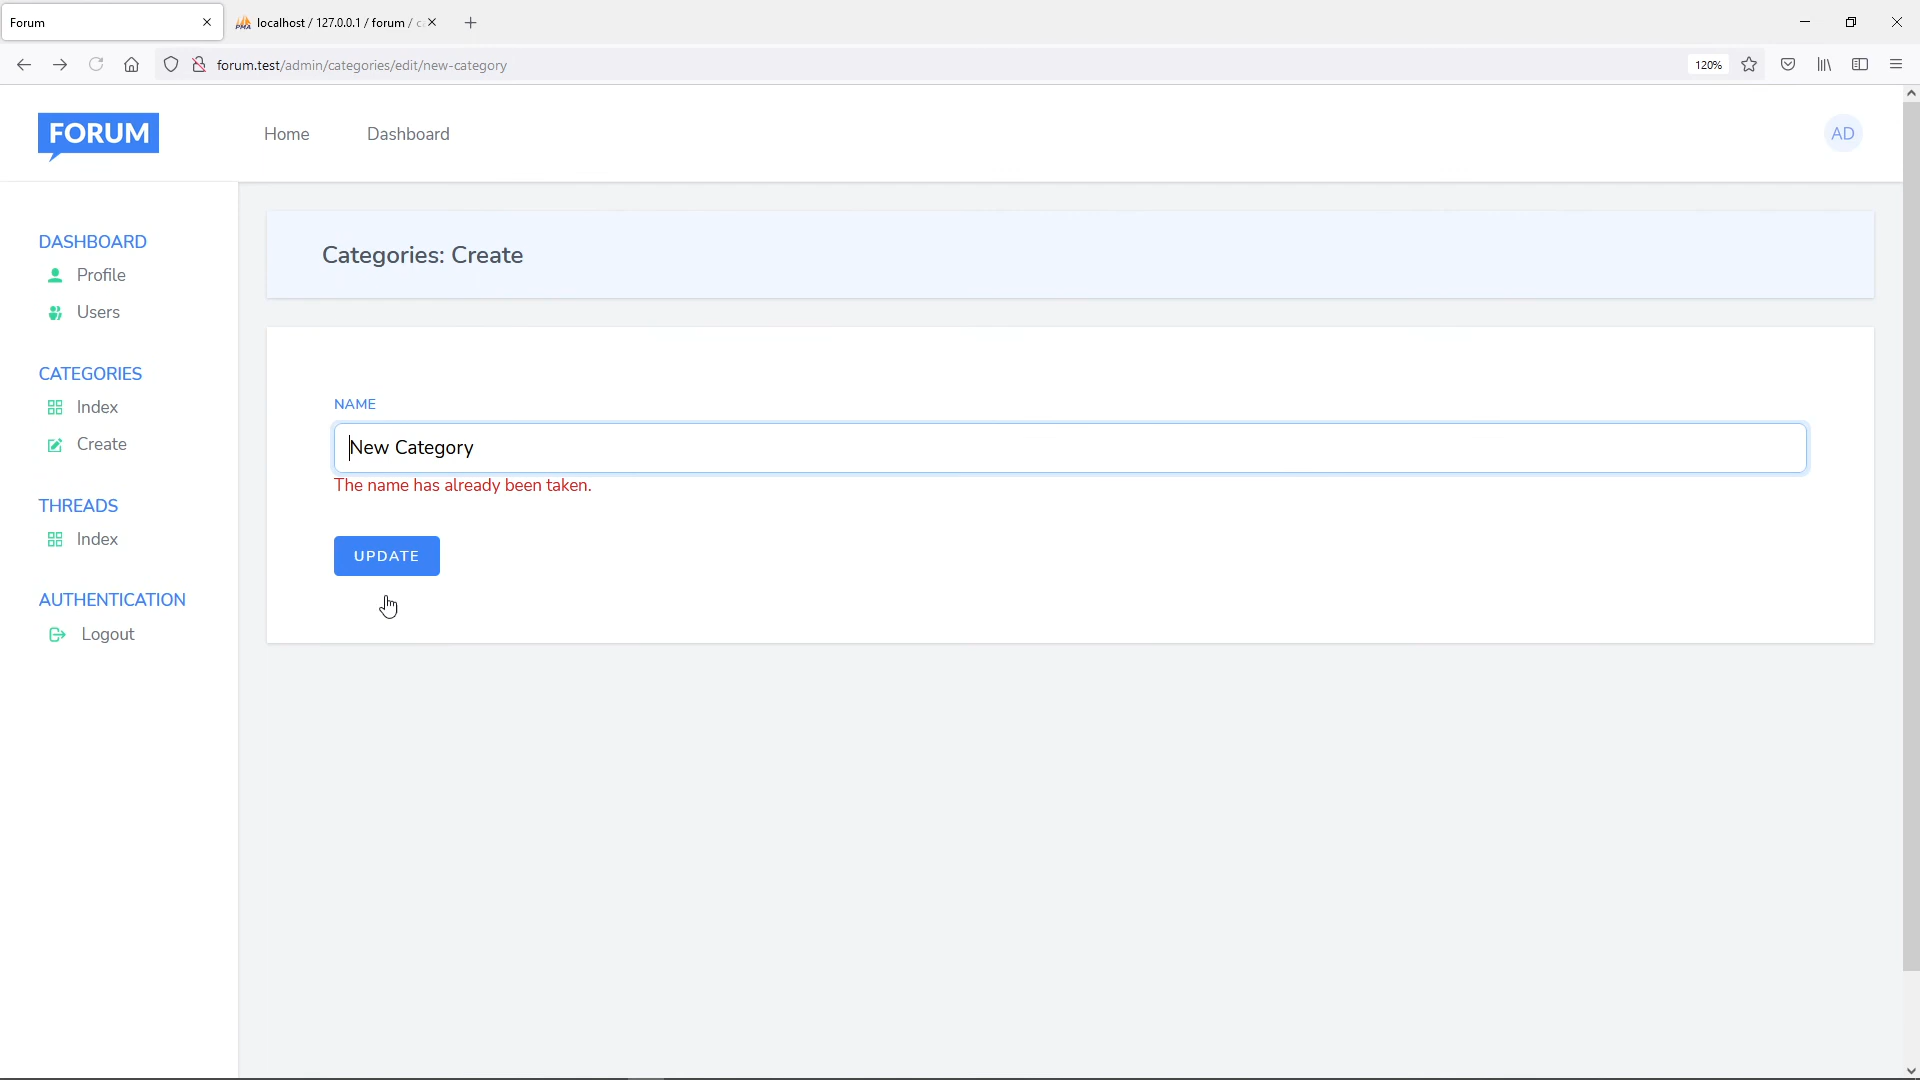 Forum
localhost / 127.0.0.1 / forum / c
forum.test/admin/categories/edit/new-category
120%
FORUM
Home
Dashboard
AD
DASHBOARD
Profile
Users
CATEGORIES
Index
Create
THREADS
Index
AUTHENTICATION
Logout
Categories: Create
NAME
New Category
The name has already been taken.
UPDATE